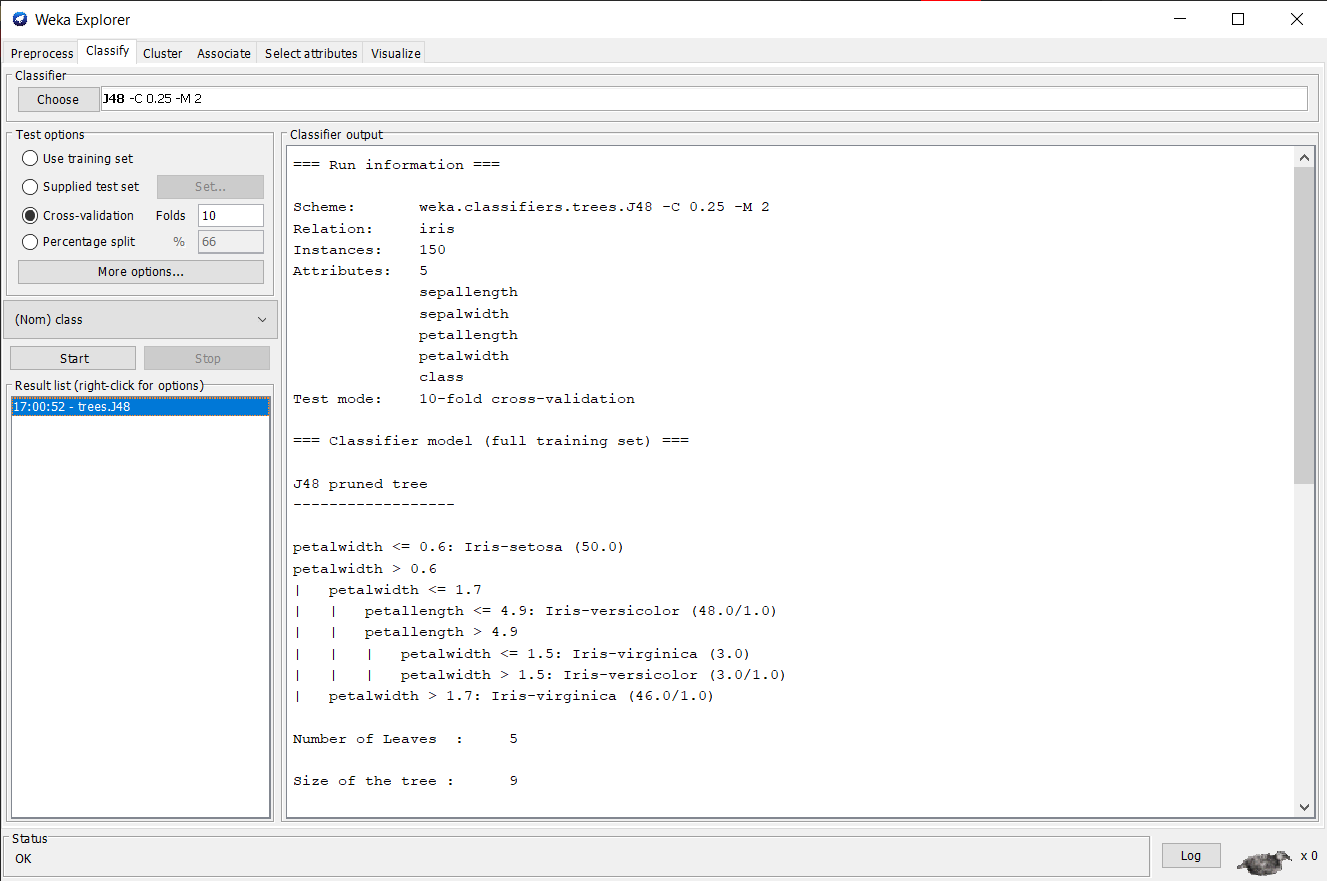 Weka Explorer
Preprocess Classify Cluster Associate Select attributes Visualize
Classifier
Choose J48 -C 0.25 -M 2
Test options
Use training set
Supplied test set Set...
Cross-validation Folds 10
Percentage split % 66
More options...
(Nom) class
Start Stop
Result list (right-click for options)
17:00:52 - trees.J48
Classifier output
=== Run information ===
Scheme: weka.classifiers.trees.J48 -C 0.25 -M 2
Relation: iris
Instances: 150
Attributes: 5
sepallength
sepalwidth
petallength
petalwidth
class
Test mode: 10-fold cross-validation
=== Classifier model (full training set) ===
J48 pruned tree
------------------
petalwidth <= 0.6: Iris-setosa (50.0)
petalwidth > 0.6
|   petalwidth <= 1.7
|   |   petallength <= 4.9: Iris-versicolor (48.0/1.0)
|   |   petallength > 4.9
|   |   |   petalwidth <= 1.5: Iris-virginica (3.0)
|   |   |   petalwidth > 1.5: Iris-versicolor (3.0/1.0)
|   petalwidth > 1.7: Iris-virginica (46.0/1.0)
Number of Leaves  : 5
Size of the tree : 9
Status
OK
Log
x 0